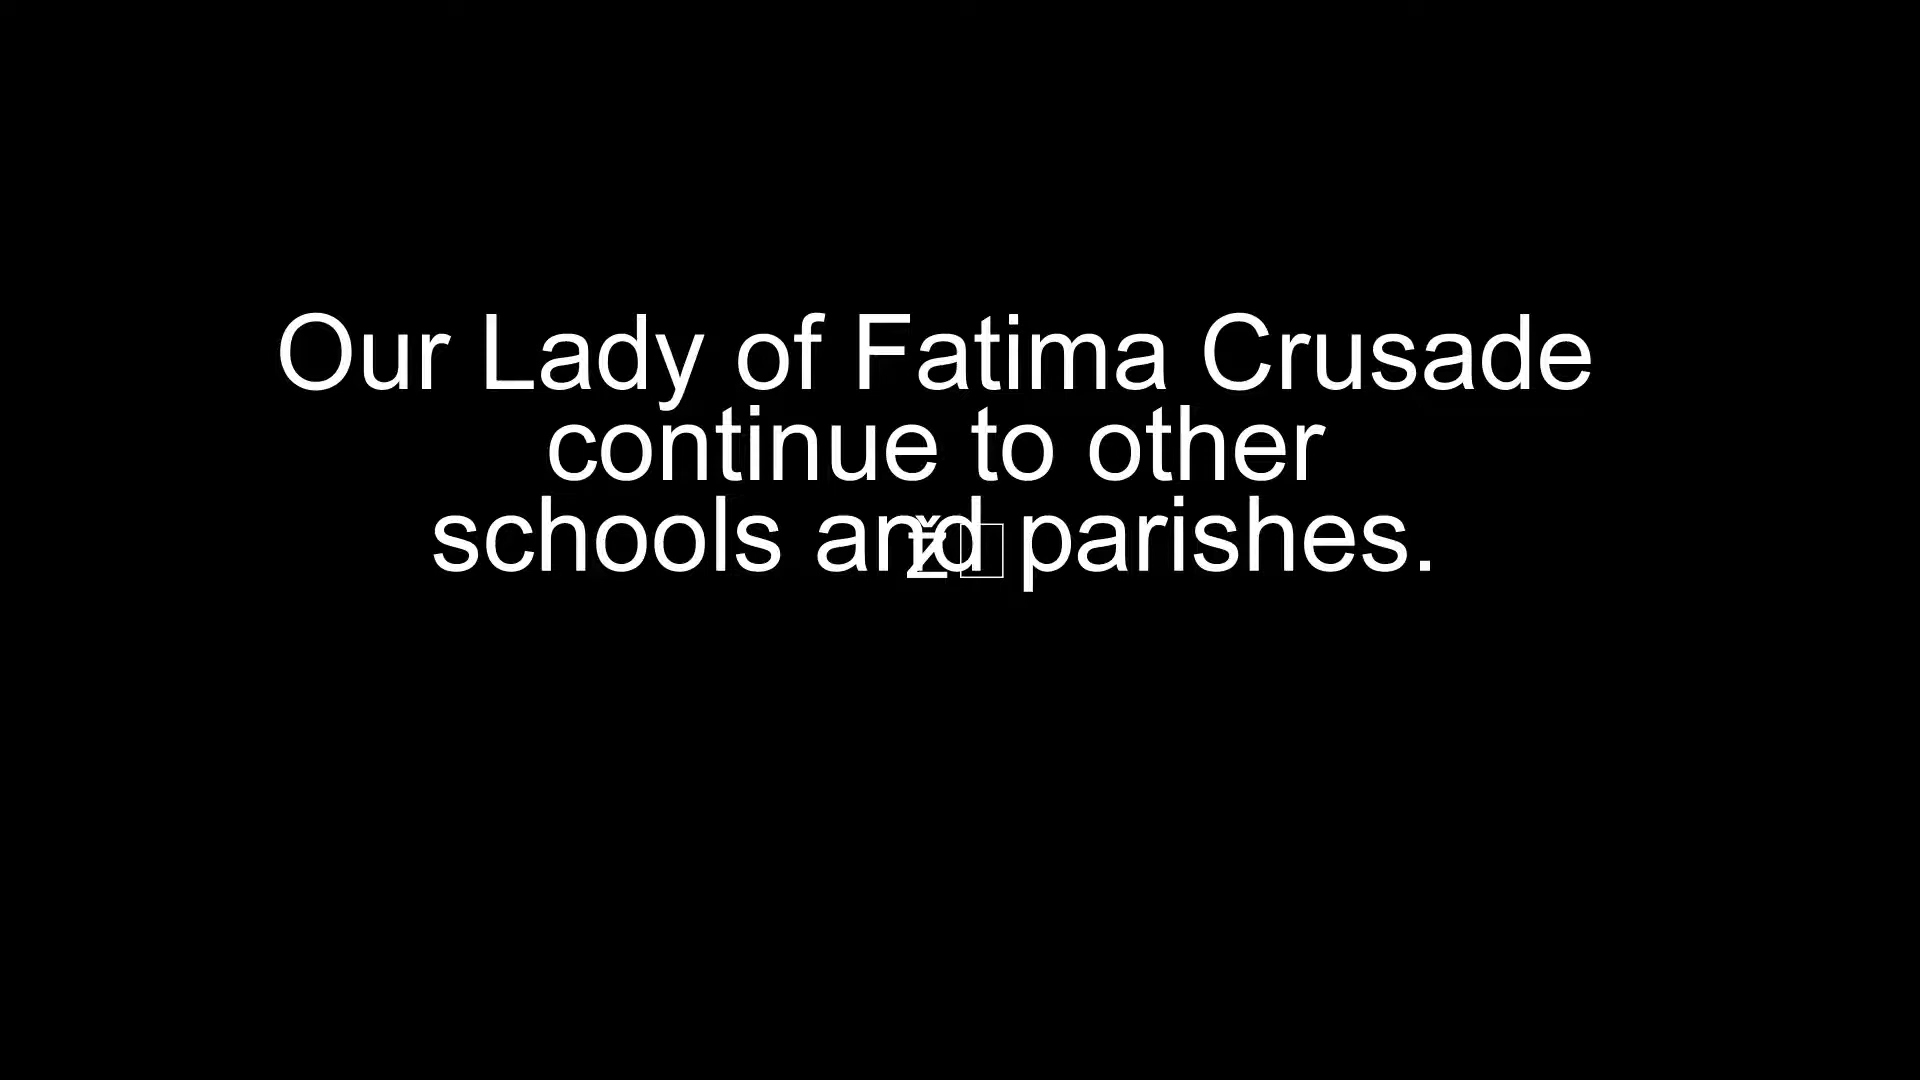 Our Lady of Fatima Crusade
continue to other
schools and parishes.